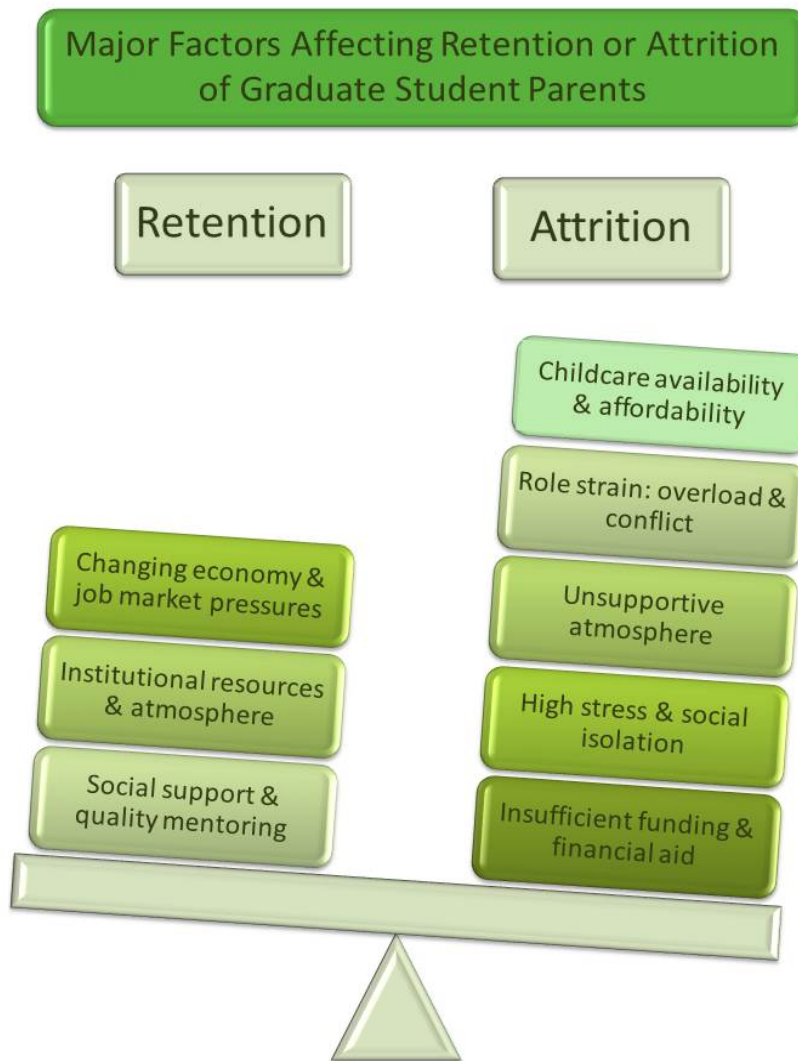 Major Factors Affecting Retention or Attrition
of Graduate Student Parents
Retention
Attrition
Changing economy &
job market pressures
Institutional resources
& atmosphere
Social support &
quality mentoring
Childcare availability
& affordability
Role strain: overload &
conflict
Unsupportive
atmosphere
High stress & social
isolation
Insufficient funding &
financial aid